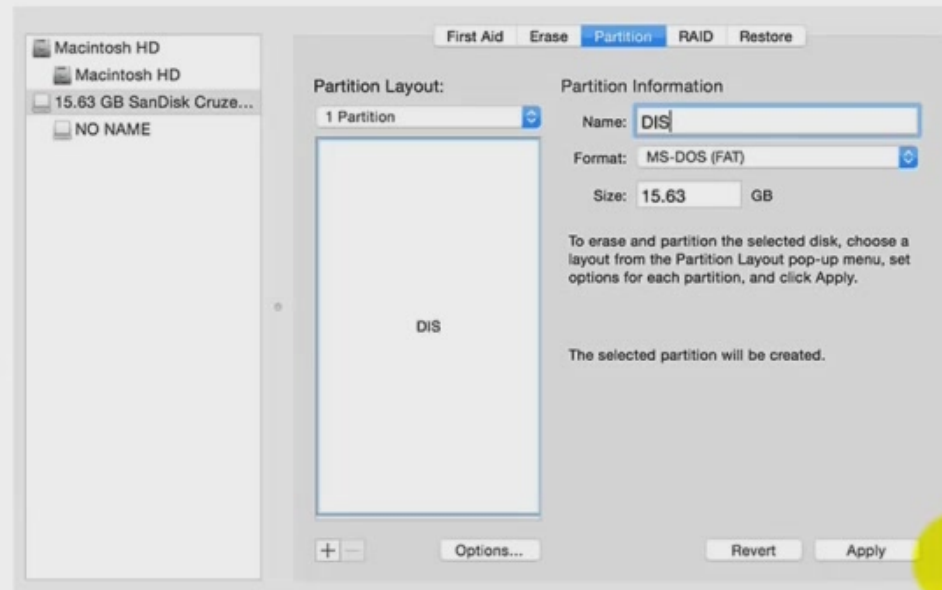 First Aid Erase Partition RAID Restore
Macintosh HD
Macintosh HD
15.63 GB SanDisk Cruze...
NO NAME
Partition Layout:
1 Partition
DIS
Options...
Partition Information
Name: DIS
Format: MS-DOS (FAT)
Size: 15.63 GB
To erase and partition the selected disk, choose a
layout from the Partition Layout pop-up menu, set
options for each partition, and click Apply.
The selected partition will be created.
Revert Apply